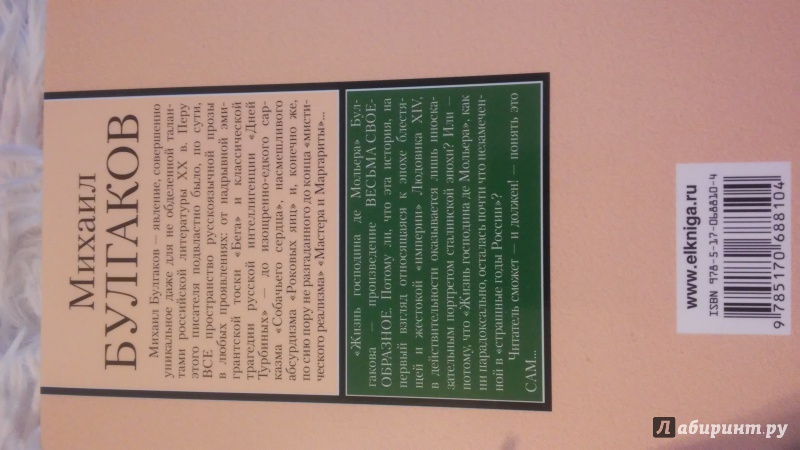 Михаил
БУЛГАКОВ
Михаил Булгаков – явление, совершенно
уникальное даже для не обделенной талан-
тами российской литературы XX в. Перу
этого писателя подвластно было, по сути,
ВСЕ пространство русскоязычной прозы
в любых проявлениях: от надрывной эми-
грантской тоски «Бега» и классической
трагедии русской интеллигенции «Дней
Турбиных» – до изощренно-едкого сар-
казма «Собачьего сердца», насмешливого
абсурдизма «Роковых яиц» и, конечно же,
по сию пору не разгаданного до конца «мисти-
ческого реализма» «Мастера и Маргариты»...
«Жизнь господина де Мольера» Бул-
гакова – произведение ВЕСЬМА СВОЕ-
ОБРАЗНОЕ. Потому ли, что эта история, на
первый взгляд относящаяся к эпохе блестя-
щей и жестокой «империи» Людовика XIV,
в действительности оказывается лишь иноска-
зательным портретом сталинской эпохи? Или –
потому, что «Жизнь господина де Мольера», как
ни парадоксально, осталась почти что незамечен-
ной в «страшные годы России»?
Читатель сможет – и должен! – понять это
САМ...
www.elkniga.ru
ISBN 978-5-17-068810-4
9 785170 688104
Лабиринт.ру